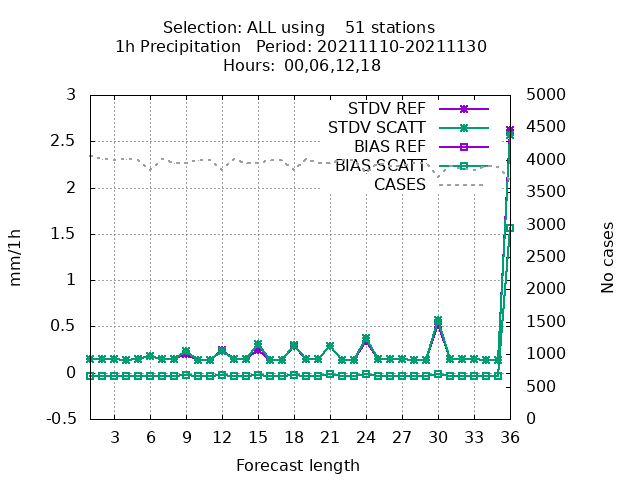 Selection: ALL using    51 stations
1h Precipitation   Period: 20211110-20211130
Hours:  00,06,12,18
STDV REF
STDV SCATT
BIAS REF
BIAS SCATT
CASES
3
2.5
2
1.5
1
0.5
0
-0.5
5000
4500
4000
3500
3000
2500
2000
1500
1000
500
0
mm/1h
No cases
3 6 9 12 15 18 21 24 27 30 33 36
Forecast length